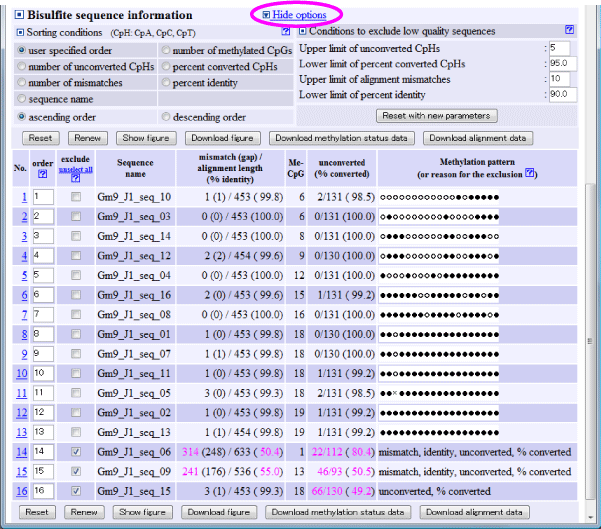 Bisulfite sequence information Hide options
Sorting conditions (CpH: CpA, CpC, CpT) ? Conditions to exclude low quality sequences ?
user specified order number of methylated CpGs Upper limit of unconverted CpHs : 5
number of unconverted CpHs percent converted CpHs Lower limit of percent converted CpHs : 95.0
number of mismatches percent identity Upper limit of alignment mismatches : 10
sequence name Lower limit of percent identity : 90.0
ascending order descending order Reset with new parameters
Reset Renew Show figure Download figure Download methylation status data Download alignment data
No. order ? exclude unselect all ? Sequence name mismatch (gap) / alignment length (% identity) Me-CpG unconverted (% converted) Methylation pattern (or reason for the exclusion ?)
1 1 Gm9_J1_seq_10 1 (1) / 453 ( 99.8) 6 2/131 ( 98.5)
2 2 Gm9_J1_seq_03 0 (0) / 453 (100.0) 6 0/131 (100.0)
3 3 Gm9_J1_seq_14 0 (0) / 453 (100.0) 8 0/131 (100.0)
4 4 Gm9_J1_seq_12 2 (2) / 454 ( 99.6) 9 0/130 (100.0)
5 5 Gm9_J1_seq_04 0 (0) / 453 (100.0) 12 0/131 (100.0)
6 6 Gm9_J1_seq_16 2 (0) / 453 ( 99.6) 15 1/131 ( 99.2)
7 7 Gm9_J1_seq_08 0 (0) / 453 (100.0) 16 0/131 (100.0)
8 8 Gm9_J1_seq_01 1 (0) / 453 ( 99.8) 18 0/130 (100.0)
9 9 Gm9_J1_seq_07 1 (1) / 453 ( 99.8) 18 0/130 (100.0)
10 10 Gm9_J1_seq_11 1 (0) / 453 ( 99.8) 18 1/131 ( 99.2)
11 11 Gm9_J1_seq_05 3 (0) / 453 ( 99.3) 18 2/131 ( 98.5)
12 12 Gm9_J1_seq_02 1 (0) / 453 ( 99.8) 19 1/131 ( 99.2)
13 13 Gm9_J1_seq_13 1 (1) / 454 ( 99.8) 19 1/131 ( 99.2)
14 14 Gm9_J1_seq_06 314 (248) / 633 ( 50.4) 1 22/112 ( 80.4) mismatch, identity, unconverted, % converted
15 15 Gm9_J1_seq_09 241 (176) / 536 ( 55.0) 13 46/93 ( 50.5) mismatch, identity, unconverted, % converted
16 16 Gm9_J1_seq_15 3 (1) / 453 ( 99.3) 18 66/130 ( 49.2) unconverted, % converted
Reset Renew Show figure Download figure Download methylation status data Download alignment data